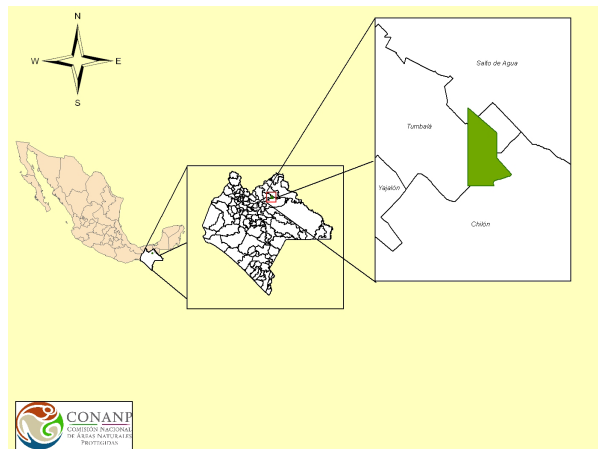 N
W E
S
Salto de Agua
Tumbalá
Yajalón
Chilón
CONANP
COMISIÓN NACIONAL
DE ÁREAS NATURALES
PROTEGIDAS